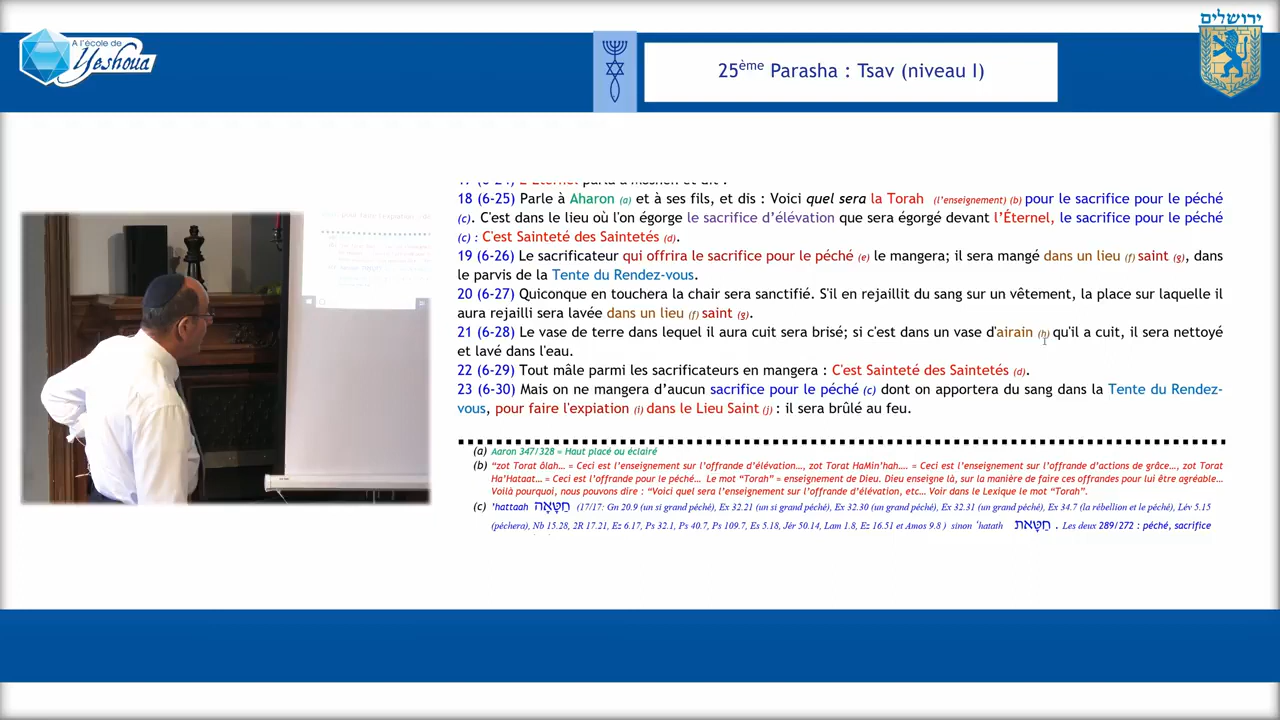 A l'école de
Yeshoua
25ème Parasha : Tsav (niveau I)
ירושלים
18 (6-25) Parle à Aharon (a) et à ses fils, et dis : Voici quel sera la Torah (l'enseignement) (b) pour le sacrifice pour le péché
(c). C'est dans le lieu où l'on égorge le sacrifice d'élévation que sera égorgé devant l'Éternel, le sacrifice pour le péché
(c) : C'est Sainteté des Saintetés (d).
19 (6-26) Le sacrificateur qui offrira le sacrifice pour le péché (e) le mangera; il sera mangé dans un lieu (f) saint (g), dans
le parvis de la Tente du Rendez-vous.
20 (6-27) Quiconque en touchera la chair sera sanctifié. S'il en rejaillit du sang sur un vêtement, la place sur laquelle il
aura rejailli sera lavée dans un lieu (f) saint (g).
21 (6-28) Le vase de terre dans lequel il aura cuit sera brisé; si c'est dans un vase d'airain (h) qu'il a cuit, il sera nettoyé
et lavé dans l'eau.
22 (6-29) Tout mâle parmi les sacrificateurs en mangera : C'est Sainteté des Saintetés (d).
23 (6-30) Mais on ne mangera d'aucun sacrifice pour le péché (c) dont on apportera du sang dans la Tente du Rendez-
vous, pour faire l'expiation (i) dans le Lieu Saint (j) : il sera brûlé au feu.
(a) Aaron 347/328 = Haut placé ou éclairé
(b) "zot Torat ôlah… = Ceci est l'enseignement sur l'offrande d'élévation…, zot Torat HaMin'hah…. = Ceci est l'enseignement sur l'offrande d'actions de grâce…, zot Torat
Ha'Hataat… = Ceci est l'offrande pour le péché… Le mot "Torah" = enseignement de Dieu. Dieu enseigne là, sur la manière de faire ces offrandes pour lui être agréable…
Voilà pourquoi, nous pouvons dire : "Voici quel sera l'enseignement sur l'offrande d'élévation, etc… Voir dans le Lexique le mot "Torah".
(c) 'hattaah חַטָּאָה (17/17: Gn 20.9 (un si grand péché), Ex 32.21 (un si grand péché), Ex 32.30 (un grand péché), Ex 32.31 (un grand péché), Ex 34.7 (la rébellion et le péché), Lév 5.15
(péchera), Nb 15.28, 2R 17.21, Ez 6.17, Ps 32.1, Ps 40.7, Ps 109.7, Es 5.18, Jér 50.14, Lam 1.8, Ez 16.51 et Amos 9.8 ) sinon 'hatath חַטָּאת . Les deux 289/272 : péché, sacrifice